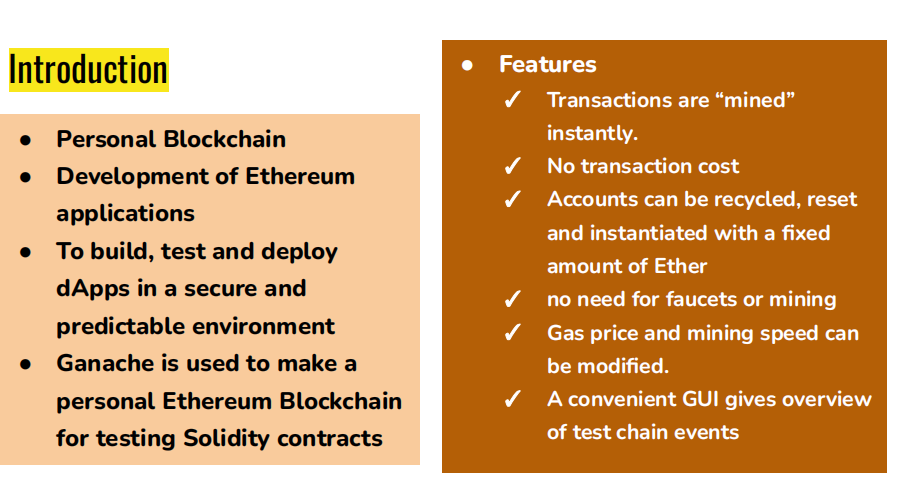 Introduction
● Personal Blockchain
● Development of Ethereum
applications
● To build, test and deploy
dApps in a secure and
predictable environment
● Ganache is used to make a
personal Ethereum Blockchain
for testing Solidity contracts
● Features
✓ Transactions are “mined”
instantly.
✓ No transaction cost
✓ Accounts can be recycled, reset
and instantiated with a fixed
amount of Ether
✓ no need for faucets or mining
✓ Gas price and mining speed can
be modified.
✓ A convenient GUI gives overview
of test chain events